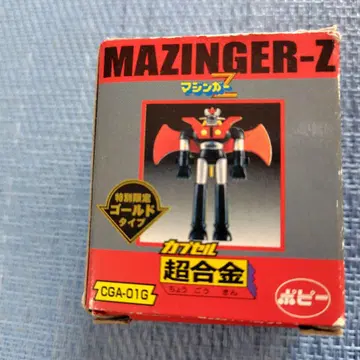 MAZINGER-Z
マジンガーZ
特別限定
ゴールド
タイプ
カプセル
超合金
ちょう ごう きん
CGA-01G
ポピー